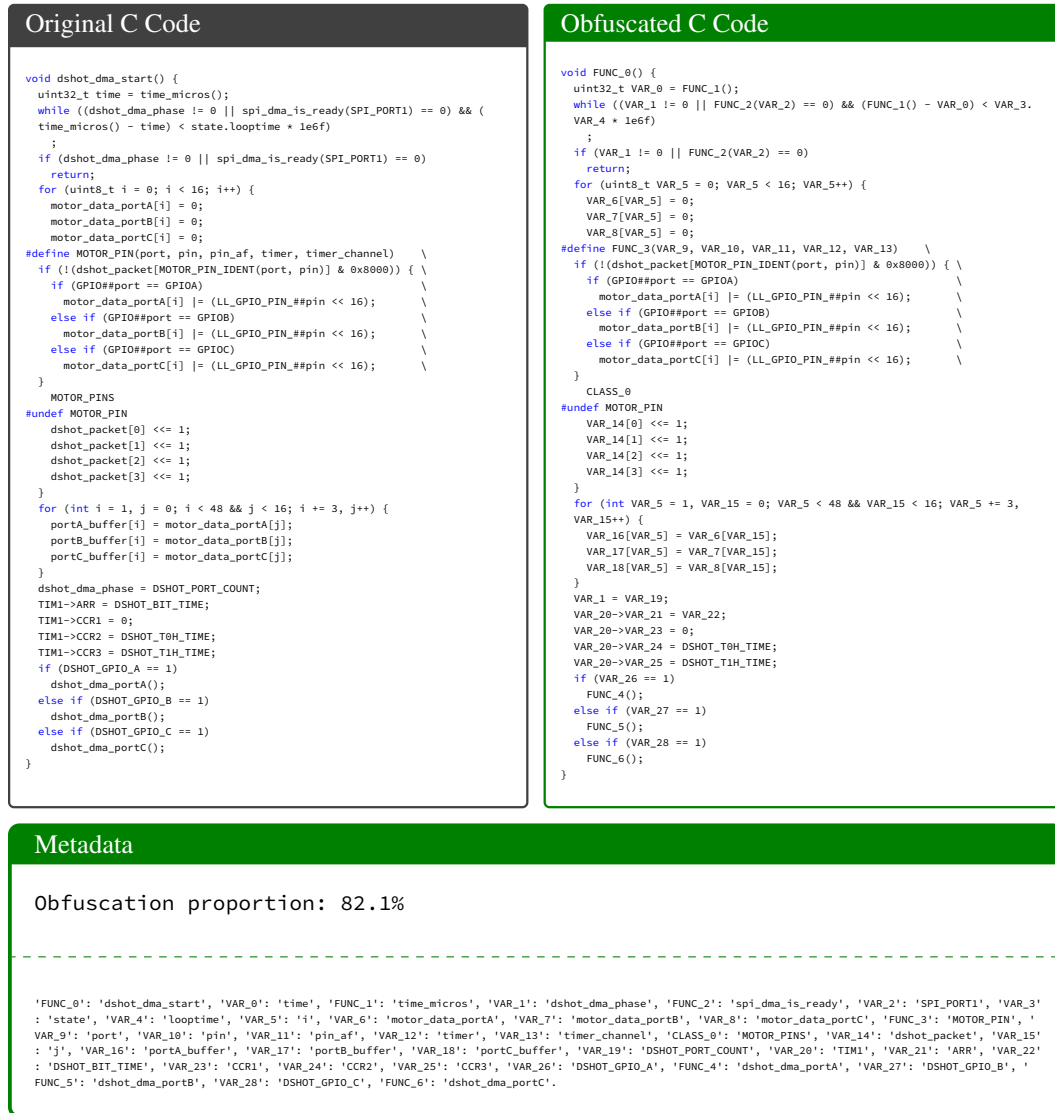 Original C Code
void dshot_dma_start() {
  uint32_t time = time_micros();
  while ((dshot_dma_phase != 0 || spi_dma_is_ready(SPI_PORT1) == 0) && (
  time_micros() - time) < state.looptime * 1e6f)
    ;
  if (dshot_dma_phase != 0 || spi_dma_is_ready(SPI_PORT1) == 0)
    return;
  for (uint8_t i = 0; i < 16; i++) {
    motor_data_portA[i] = 0;
    motor_data_portB[i] = 0;
    motor_data_portC[i] = 0;
#define MOTOR_PIN(port, pin, pin_af, timer, timer_channel)    \
  if (!(dshot_packet[MOTOR_PIN_IDENT(port, pin)] & 0x8000)) { \
    if (GPIO##port == GPIOA)                                  \
      motor_data_portA[i] |= (LL_GPIO_PIN_##pin << 16);       \
    else if (GPIO##port == GPIOB)                             \
      motor_data_portB[i] |= (LL_GPIO_PIN_##pin << 16);       \
    else if (GPIO##port == GPIOC)                             \
      motor_data_portC[i] |= (LL_GPIO_PIN_##pin << 16);       \
  }
    MOTOR_PINS
#undef MOTOR_PIN
    dshot_packet[0] <<= 1;
    dshot_packet[1] <<= 1;
    dshot_packet[2] <<= 1;
    dshot_packet[3] <<= 1;
  }
  for (int i = 1, j = 0; i < 48 && j < 16; i += 3, j++) {
    portA_buffer[i] = motor_data_portA[j];
    portB_buffer[i] = motor_data_portB[j];
    portC_buffer[i] = motor_data_portC[j];
  }
  dshot_dma_phase = DSHOT_PORT_COUNT;
  TIM1->ARR = DSHOT_BIT_TIME;
  TIM1->CCR1 = 0;
  TIM1->CCR2 = DSHOT_T0H_TIME;
  TIM1->CCR3 = DSHOT_T1H_TIME;
  if (DSHOT_GPIO_A == 1)
    dshot_dma_portA();
  else if (DSHOT_GPIO_B == 1)
    dshot_dma_portB();
  else if (DSHOT_GPIO_C == 1)
    dshot_dma_portC();
}
Obfuscated C Code
void FUNC_0() {
  uint32_t VAR_0 = FUNC_1();
  while ((VAR_1 != 0 || FUNC_2(VAR_2) == 0) && (FUNC_1() - VAR_0) < VAR_3.
  VAR_4 * 1e6f)
    ;
  if (VAR_1 != 0 || FUNC_2(VAR_2) == 0)
    return;
  for (uint8_t VAR_5 = 0; VAR_5 < 16; VAR_5++) {
    VAR_6[VAR_5] = 0;
    VAR_7[VAR_5] = 0;
    VAR_8[VAR_5] = 0;
#define FUNC_3(VAR_9, VAR_10, VAR_11, VAR_12, VAR_13)    \
  if (!(dshot_packet[MOTOR_PIN_IDENT(port, pin)] & 0x8000)) { \
    if (GPIO##port == GPIOA)                                  \
      motor_data_portA[i] |= (LL_GPIO_PIN_##pin << 16);       \
    else if (GPIO##port == GPIOB)                             \
      motor_data_portB[i] |= (LL_GPIO_PIN_##pin << 16);       \
    else if (GPIO##port == GPIOC)                             \
      motor_data_portC[i] |= (LL_GPIO_PIN_##pin << 16);       \
  }
    CLASS_0
#undef MOTOR_PIN
    VAR_14[0] <<= 1;
    VAR_14[1] <<= 1;
    VAR_14[2] <<= 1;
    VAR_14[3] <<= 1;
  }
  for (int VAR_5 = 1, VAR_15 = 0; VAR_5 < 48 && VAR_15 < 16; VAR_5 += 3,
  VAR_15++) {
    VAR_16[VAR_5] = VAR_6[VAR_15];
    VAR_17[VAR_5] = VAR_7[VAR_15];
    VAR_18[VAR_5] = VAR_8[VAR_15];
  }
  VAR_1 = VAR_19;
  VAR_20->VAR_21 = VAR_22;
  VAR_20->VAR_23 = 0;
  VAR_20->VAR_24 = DSHOT_T0H_TIME;
  VAR_20->VAR_25 = DSHOT_T1H_TIME;
  if (VAR_26 == 1)
    FUNC_4();
  else if (VAR_27 == 1)
    FUNC_5();
  else if (VAR_28 == 1)
    FUNC_6();
}
Metadata
Obfuscation proportion: 82.1%
'FUNC_0': 'dshot_dma_start', 'VAR_0': 'time', 'FUNC_1': 'time_micros', 'VAR_1': 'dshot_dma_phase', 'FUNC_2': 'spi_dma_is_ready', 'VAR_2': 'SPI_PORT1', 'VAR_3'
: 'state', 'VAR_4': 'looptime', 'VAR_5': 'i', 'VAR_6': 'motor_data_portA', 'VAR_7': 'motor_data_portB', 'VAR_8': 'motor_data_portC', 'FUNC_3': 'MOTOR_PIN', '
VAR_9': 'port', 'VAR_10': 'pin', 'VAR_11': 'pin_af', 'VAR_12': 'timer', 'VAR_13': 'timer_channel', 'CLASS_0': 'MOTOR_PINS', 'VAR_14': 'dshot_packet', 'VAR_15'
: 'j', 'VAR_16': 'portA_buffer', 'VAR_17': 'portB_buffer', 'VAR_18': 'portC_buffer', 'VAR_19': 'DSHOT_PORT_COUNT', 'VAR_20': 'TIM1', 'VAR_21': 'ARR', 'VAR_22'
: 'DSHOT_BIT_TIME', 'VAR_23': 'CCR1', 'VAR_24': 'CCR2', 'VAR_25': 'CCR3', 'VAR_26': 'DSHOT_GPIO_A', 'FUNC_4': 'dshot_dma_portA', 'VAR_27': 'DSHOT_GPIO_B', '
FUNC_5': 'dshot_dma_portB', 'VAR_28': 'DSHOT_GPIO_C', 'FUNC_6': 'dshot_dma_portC'.